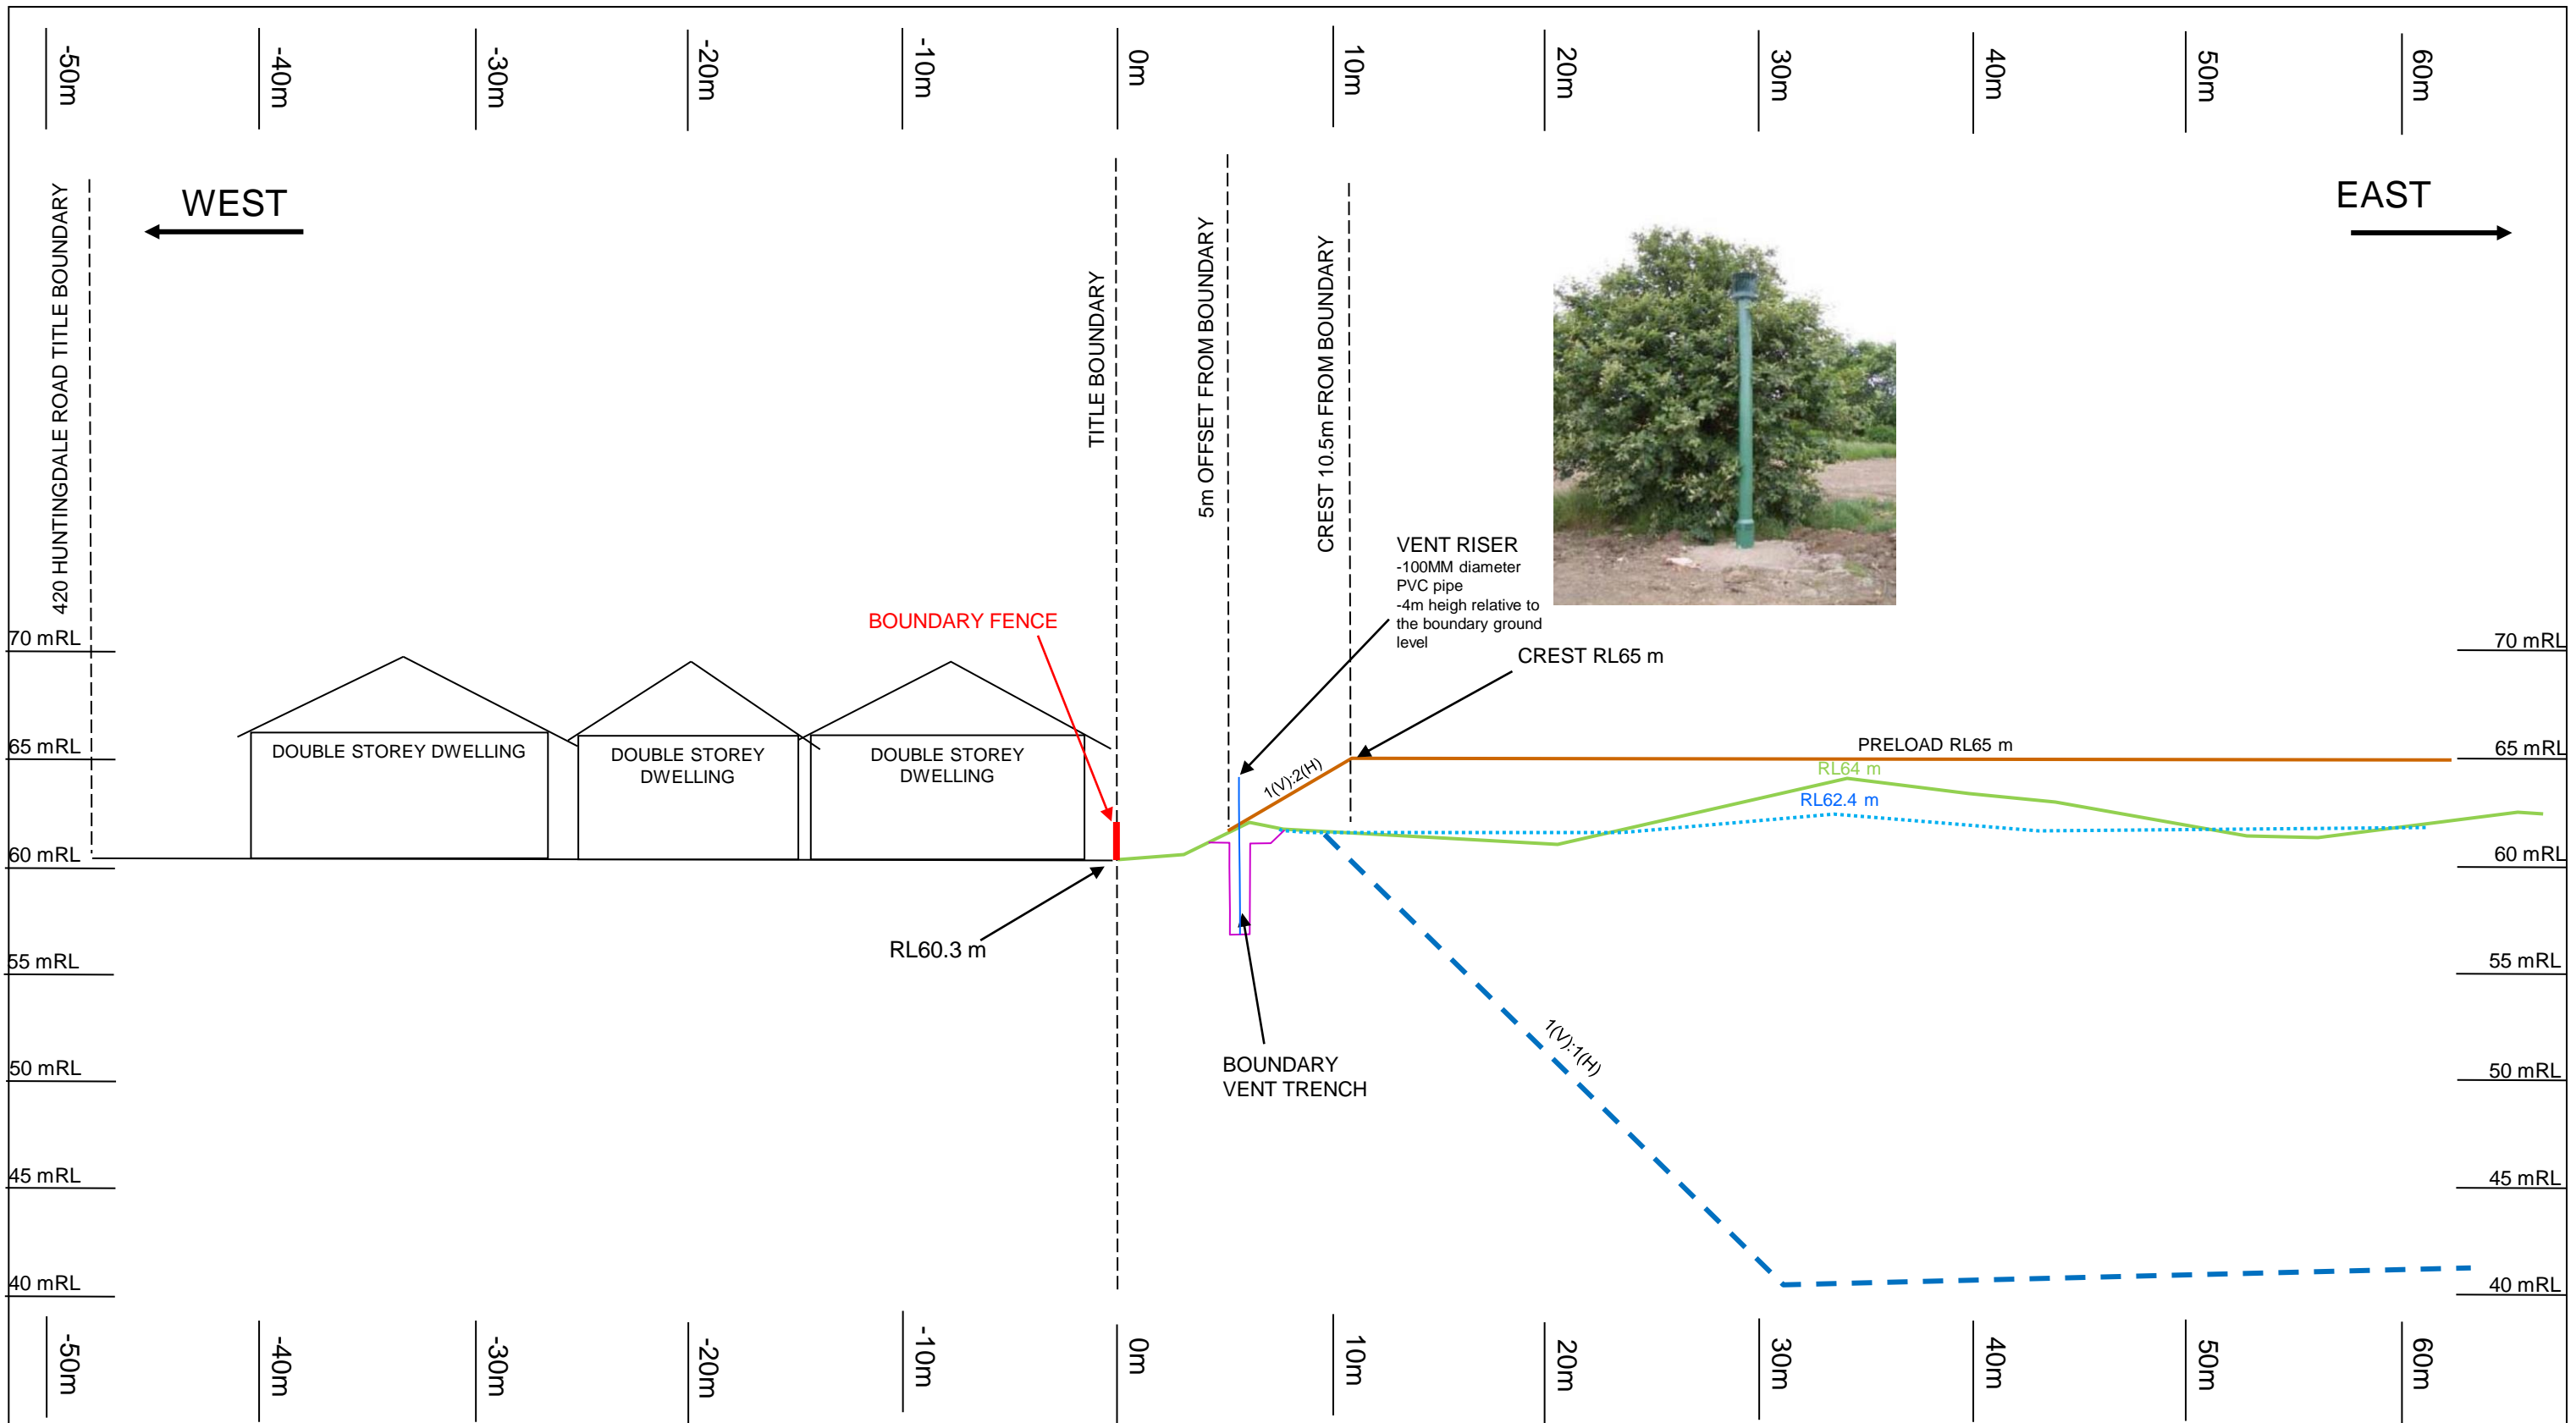 -50m
-40m
-30m
-20m
-10m
0m
10m
20m
30m
40m
50m
60m
WEST
EAST
420 HUNTINGDALE ROAD TITLE BOUNDARY
TITLE BOUNDARY
5m OFFSET FROM BOUNDARY
CREST 10.5m FROM BOUNDARY
VENT RISER
-100MM diameter
PVC pipe
-4m heigh relative to
the boundary ground
level
BOUNDARY FENCE
CREST RL65 m
70 mRL
70 mRL
65 mRL
65 mRL
DOUBLE STOREY DWELLING
DOUBLE STOREY
DWELLING
DOUBLE STOREY
DWELLING
1(V):2(H)
PRELOAD RL65 m
RL64 m
RL62.4 m
60 mRL
60 mRL
RL60.3 m
55 mRL
55 mRL
1(V):1(H)
BOUNDARY
VENT TRENCH
50 mRL
50 mRL
45 mRL
45 mRL
40 mRL
40 mRL
-50m
-40m
-30m
-20m
-10m
0m
10m
20m
30m
40m
50m
60m